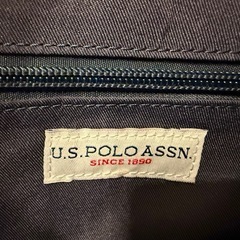 U.S. POLO ASSN.
SINCE 1890